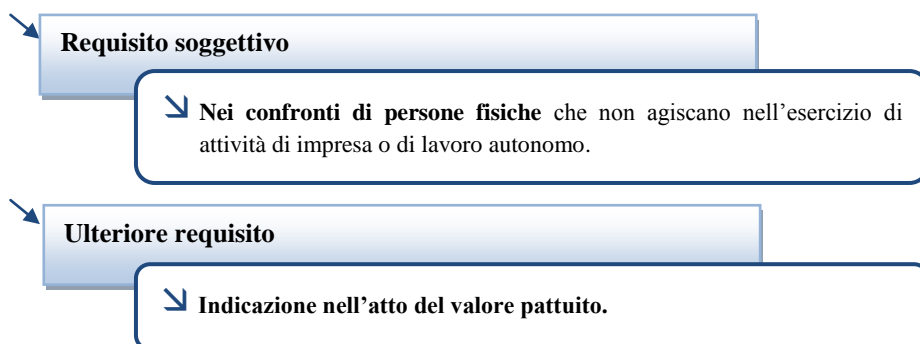 Requisito soggettivo
Nei confronti di persone fisiche che non agiscano nell’esercizio di
attività di impresa o di lavoro autonomo.
Ulteriore requisito
Indicazione nell’atto del valore pattuito.